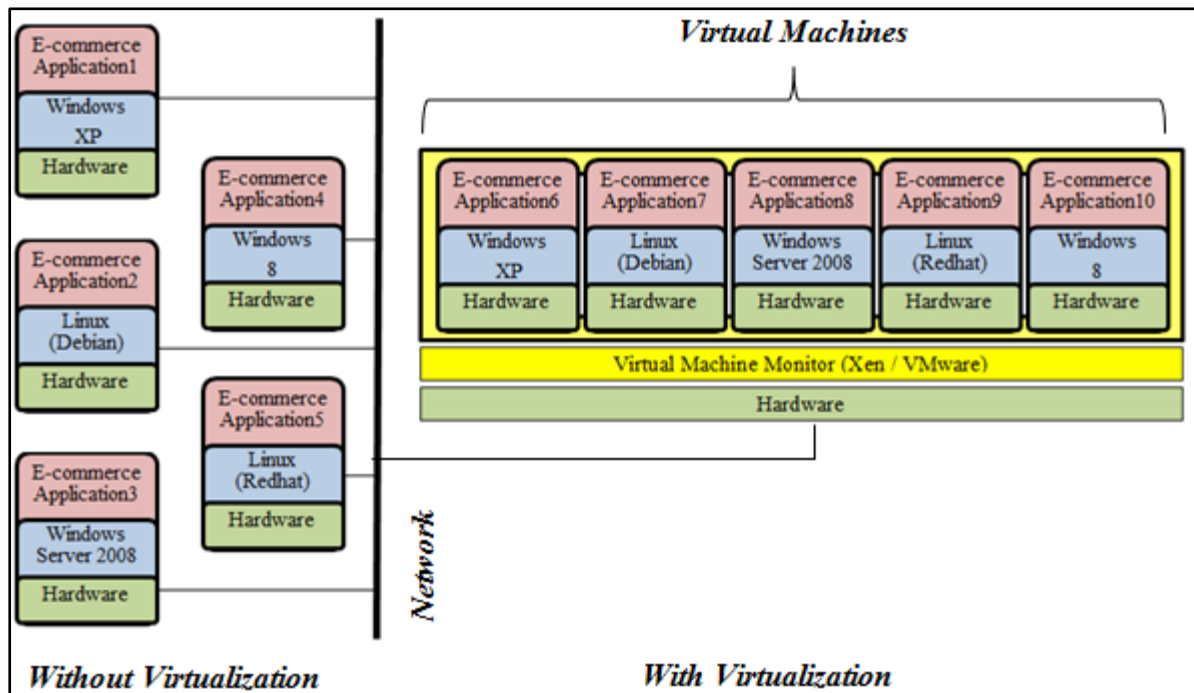 E-commerce
Application1
Windows
XP
Hardware
E-commerce
Application4
Windows
8
Hardware
E-commerce
Application2
Linux
(Debian)
Hardware
E-commerce
Application5
Linux
(Redhat)
Hardware
E-commerce
Application3
Windows
Server 2008
Hardware
Without Virtualization
Network
Virtual Machines
E-commerce
Application6
Windows
XP
Hardware
E-commerce
Application7
Linux
(Debian)
Hardware
E-commerce
Application8
Windows
Server 2008
Hardware
E-commerce
Application9
Linux
(Redhat)
Hardware
E-commerce
Application10
Windows
8
Hardware
Virtual Machine Monitor (Xen / VMware)
Hardware
With Virtualization